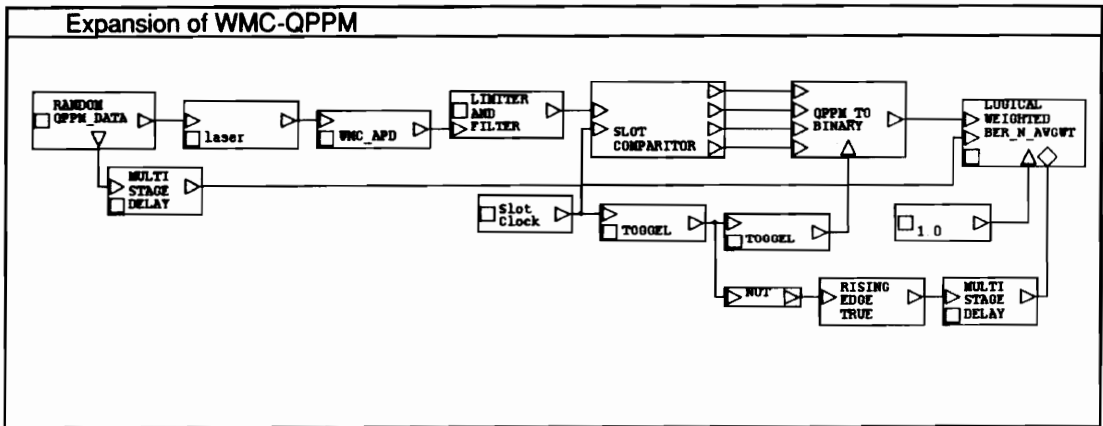 Expansion of WMC-QPPM
RANDOM
QPPM_DATA
laser
WMC_APD
LIMITER
AND
FILTER
SLOT
COMPARITOR
QPPM TO
BINARY
LOGICAL
WEIGHTED
BER_N_AVGWT
MULTI
STAGE
DELAY
Slot
Clock
TOGGEL
TOGGEL
1.0
NOT
RISING
EDGE
TRUE
MULTI
STAGE
DELAY